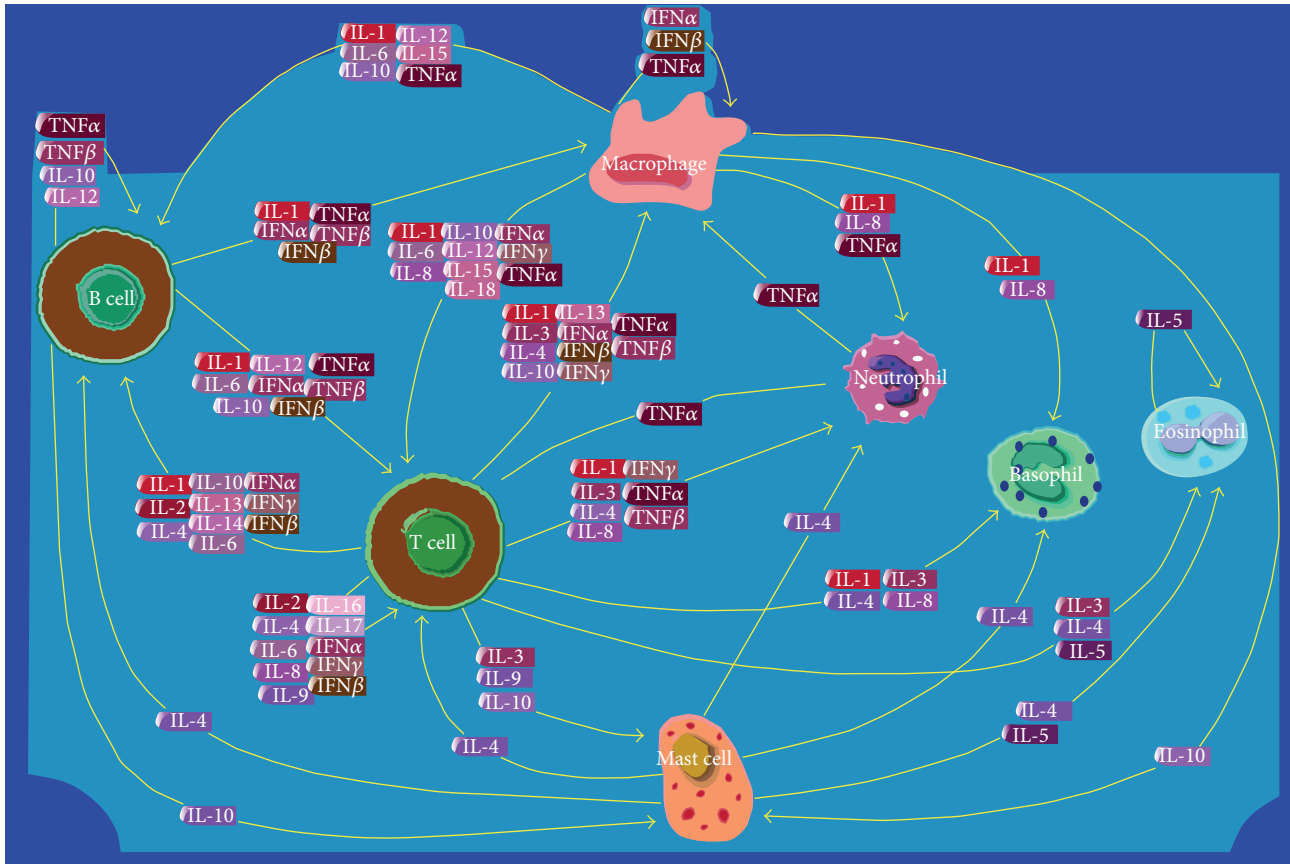 IL-1 IL-12
IL-6 IL-15
IL-10 TNFα
IFNα
IFNβ
TNFα
TNFα
TNFβ
IL-10
IL-12
Macrophage
IL-1 TNFα
IFNα TNFβ
IFNβ
IL-1 IL-10 IFNα
IL-6 IL-12 IFNγ
IL-8 IL-15 TNFα
IL-18
IL-1
IL-8
TNFα
IL-1
IL-8
B cell
TNFα
IL-1 IL-13 TNFα
IL-3 IFNα
IL-4 IFNβ TNFβ
IL-10 IFNγ
IL-5
IL-1 IL-12 TNFα
IL-6 IFNα TNFβ
IL-10 IFNβ
Neutrophil
TNFα
Eosinophil
Basophil
IL-1 IL-10 IFNα
IL-2 IL-13 IFNγ
IL-4 IL-14 IFNβ
IL-6
T cell
IL-1 IFNγ
IL-3 TNFα
IL-4 TNFβ
IL-8
IL-4
IL-1 IL-3
IL-4 IL-8
IL-4
IL-3
IL-4
IL-5
IL-2 IL-16
IL-4 IL-17
IL-6 IFNα
IL-8 IFNγ
IL-9 IFNβ
IL-3
IL-9
IL-10
IL-4
IL-4
Mast cell
IL-4
IL-5
IL-10
IL-10